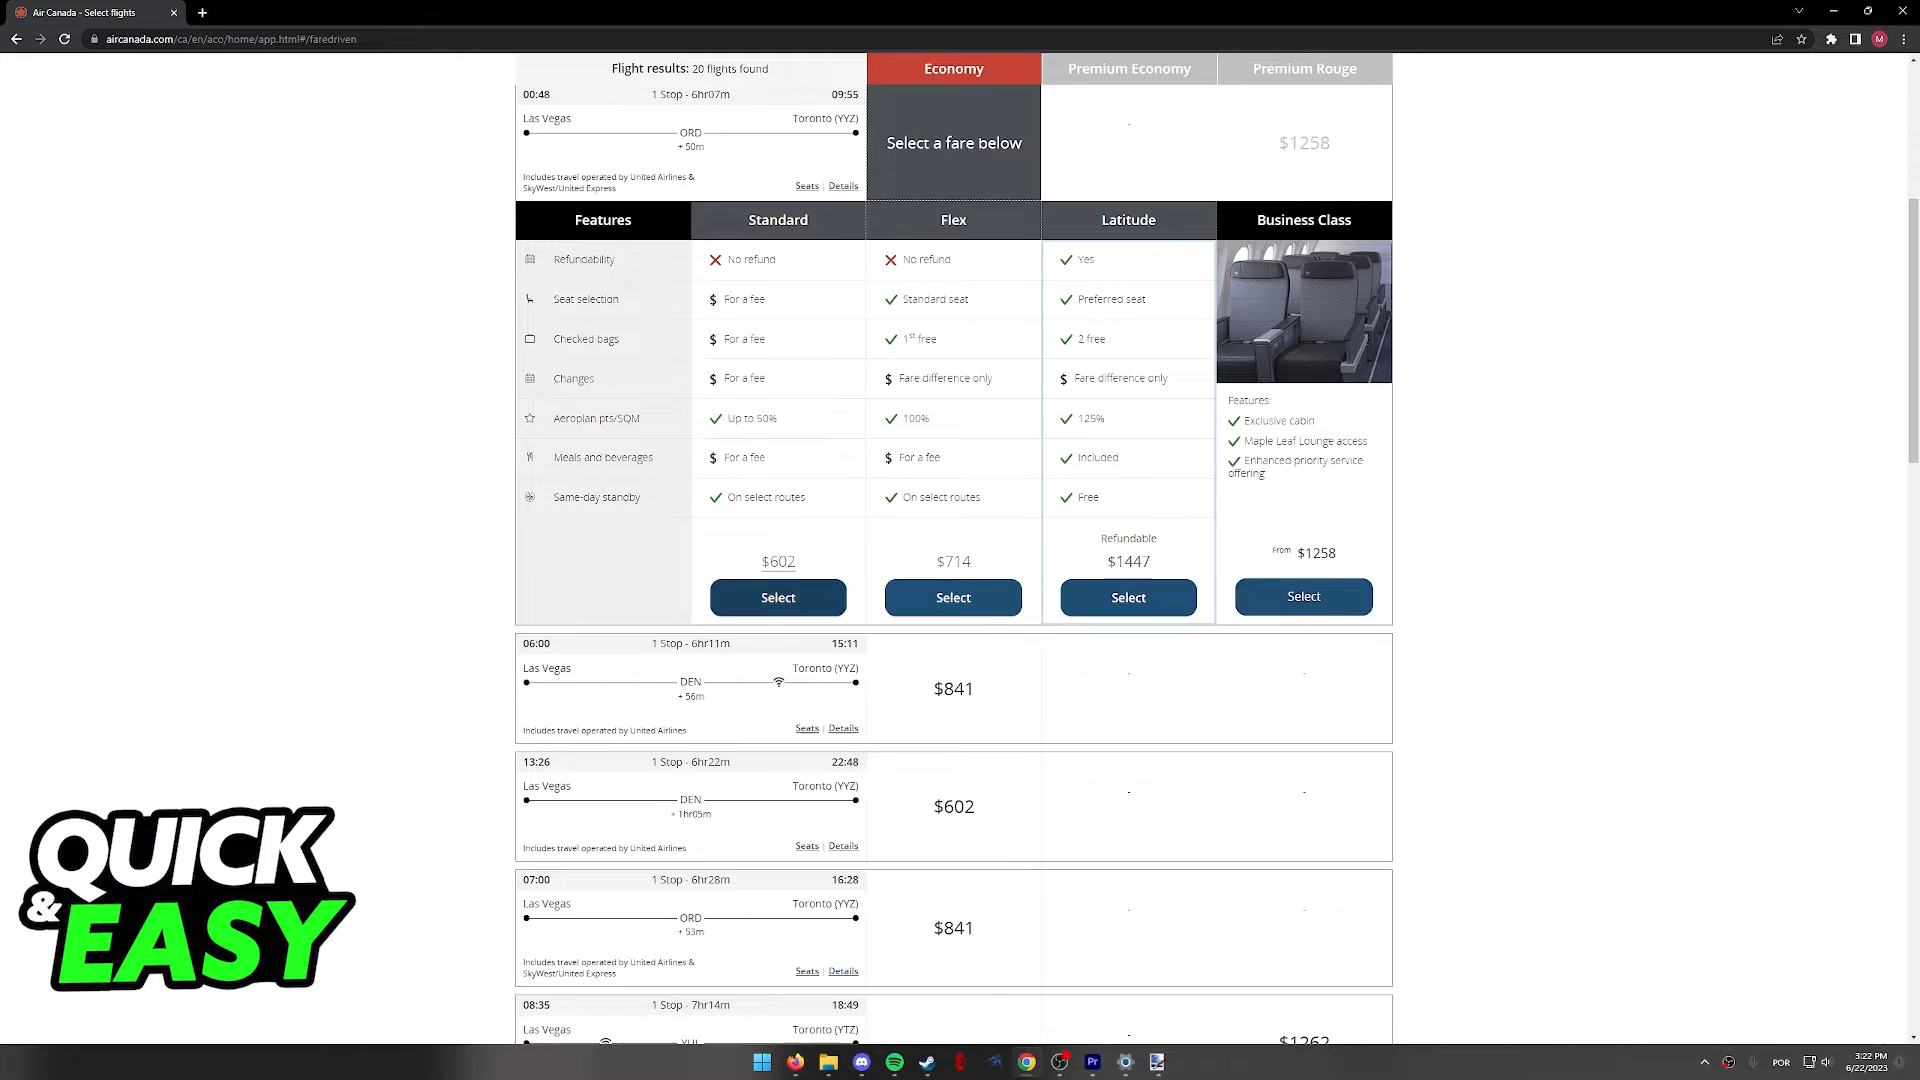 Air Canada - Select flights
aircanada.com/ca/en/aco/home/app.html#/faredriven
M
Flight results: 20 flights found
Economy
Premium Economy
Premium Rouge
00:48 1 Stop - 6hr07m 09:55
Las Vegas Toronto (YYZ)
ORD
+ 50m
Includes travel operated by United Airlines &
SkyWest/United Express
Seats | Details
Select a fare below
-
$1258
Features Standard Flex Latitude Business Class
Refundability No refund No refund Yes
Seat selection $ For a fee Standard seat Preferred seat
Checked bags $ For a fee 1st free 2 free
Changes $ For a fee $ Fare difference only $ Fare difference only
Aeroplan pts/SQM Up to 50% 100% 125%
Meals and beverages $ For a fee $ For a fee Included
Same-day standby On select routes On select routes Free
Features:
Exclusive cabin
Maple Leaf Lounge access
Enhanced priority service
offering
Refundable
$602 $714 $1447 From $1258
Select Select Select Select
06:00 1 Stop - 6hr11m 15:11
Las Vegas Toronto (YYZ)
DEN
+ 56m
Includes travel operated by United Airlines
Seats | Details
$841
-
-
13:26 1 Stop - 6hr22m 22:48
Las Vegas Toronto (YYZ)
DEN
+ 1hr05m
Includes travel operated by United Airlines
Seats | Details
$602
-
-
07:00 1 Stop - 6hr28m 16:28
Las Vegas Toronto (YYZ)
ORD
+ 53m
Includes travel operated by United Airlines &
SkyWest/United Express
Seats | Details
$841
-
-
08:35 1 Stop - 7hr14m 18:49
Las Vegas Toronto (YTZ)
YUL
-
$1262
QUICK
& EASY
Pr
POR
3:22 PM
6/22/2023